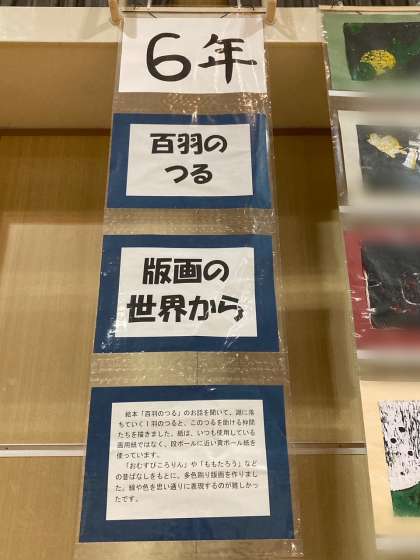 6年
百羽の
つる
版画の
世界から
絵本「百羽のつる」のお話を聞いて、湖に落
ちていく1羽のつると、このつるを助ける仲間
たちを描きました。紙は、いつも使用している
画用紙ではなく、段ボールに近い黄ボール紙を
使っています。
「おむすびころりん」や「ももたろう」など
の昔ばなしをもとに、多色刷り版画を作りまし
た。線や色を思い通りに表現するのが難しかっ
たです。